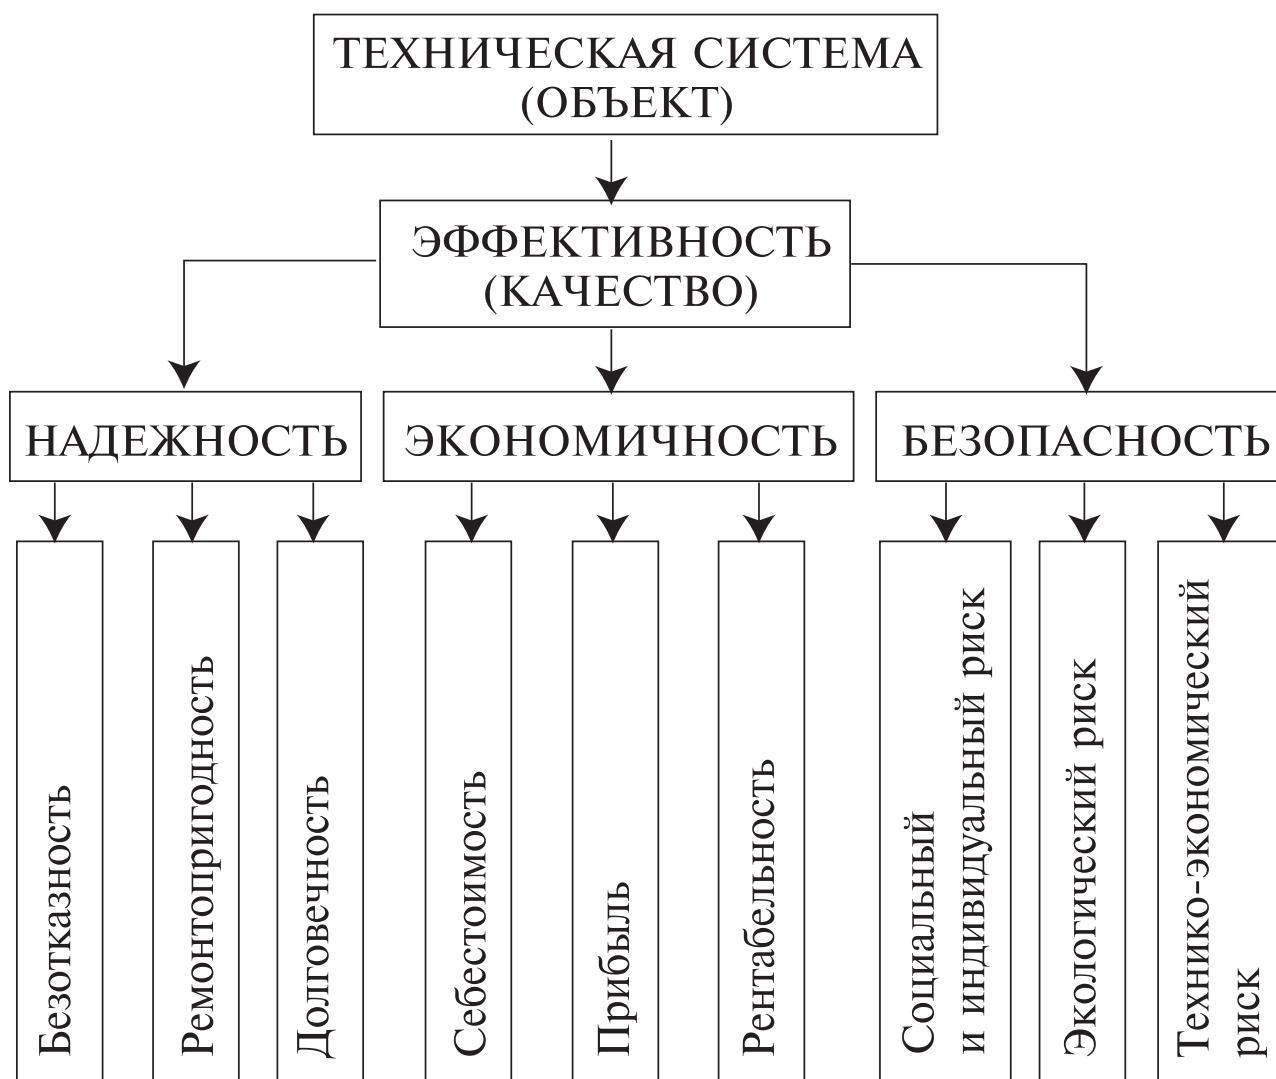 ТЕХНИЧЕСКАЯ СИСТЕМА
(ОБЪЕКТ)
ЭФФЕКТИВНОСТЬ
(КАЧЕСТВО)
НАДЕЖНОСТЬ
ЭКОНОМИЧНОСТЬ
БЕЗОПАСНОСТЬ
Безотказность
Ремонтопригодность
Долговечность
Себестоимость
Прибыль
Рентабельность
Социальный
и индивидуальный риск
Экологический риск
Технико-экономический
риск